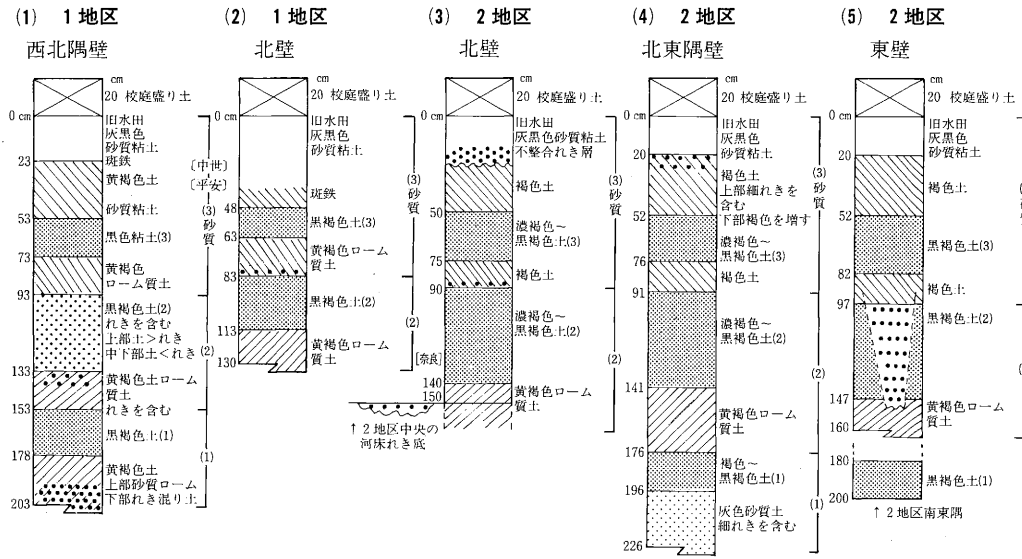 (1) 1地区
西北隅壁
cm
20 校庭盛り土
0cm
旧水田
灰黒色
砂質粘土
23
斑鉄
黄褐色土
砂質粘土
53
黒色粘土(3)
73
黄褐色
ローム質土
93
黒褐色土(2)
れきを含む
上部土>れき
中下部土<れき
133
黄褐色土ローム
質土
れきを含む
153
黒褐色土(1)
178
黄褐色土
上部砂質ローム
下部れき混り土
203
〔中世〕
〔平安〕
(3)砂質
(2)
(1)
(2) 1地区
北壁
cm
20 校庭盛り土
0cm
旧水田
灰黒色
砂質粘土
斑鉄
48
黒褐色土(3)
63
黄褐色ローム
質土
83
黒褐色土(2)
113
黄褐色ローム
質土
130
(3)砂質
(2)
(3) 2地区
北壁
cm
20 校庭盛り土
0cm
旧水田
灰黒色砂質粘土
不整合れき層
褐色土
50
濃褐色~
黒褐色土(3)
75
褐色土
90
濃褐色~
黒褐色土(2)
[奈良]
140
150
黄褐色ローム
質土
↑2地区中央の
河床れき底
(3)砂質
(2)
(4) 2地区
北東隅壁
cm
20 校庭盛り土
0cm
旧水田
灰黒色
砂質粘土
20
褐色土
上部細れきを
含む
下部褐色を増す
52
濃褐色~
黒褐色土(3)
76
褐色土
91
濃褐色~
黒褐色土(2)
141
黄褐色ローム
質土
176
褐色~
黒褐色土(1)
196
灰色砂質土
細れきを含む
226
(3)砂質
(2)
(1)
(5) 2地区
東壁
cm
20 校庭盛り土
0cm
旧水田
灰黒色
砂質粘土
20
褐色土
52
黒褐色土(3)
82
褐色土
97
黒褐色土(2)
147
黄褐色ローム
質土
160
180
黒褐色土(1)
200
↑2地区南東隅